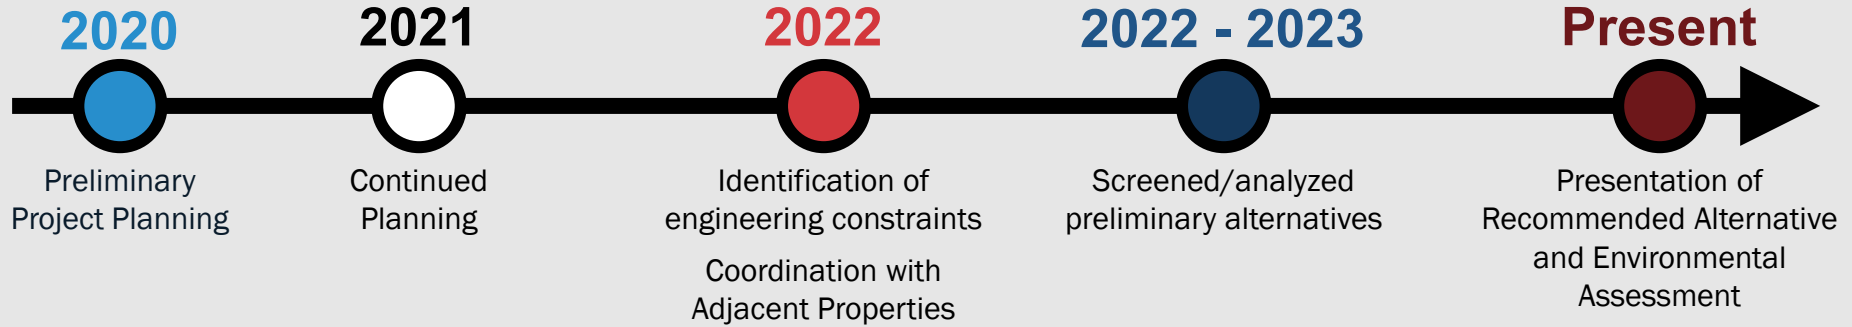 2020
Preliminary
Project Planning
2021
Continued
Planning
2022
Identification of
engineering constraints
Coordination with
Adjacent Properties
2022 - 2023
Screened/analyzed
preliminary alternatives
Present
Presentation of
Recommended Alternative
and Environmental
Assessment